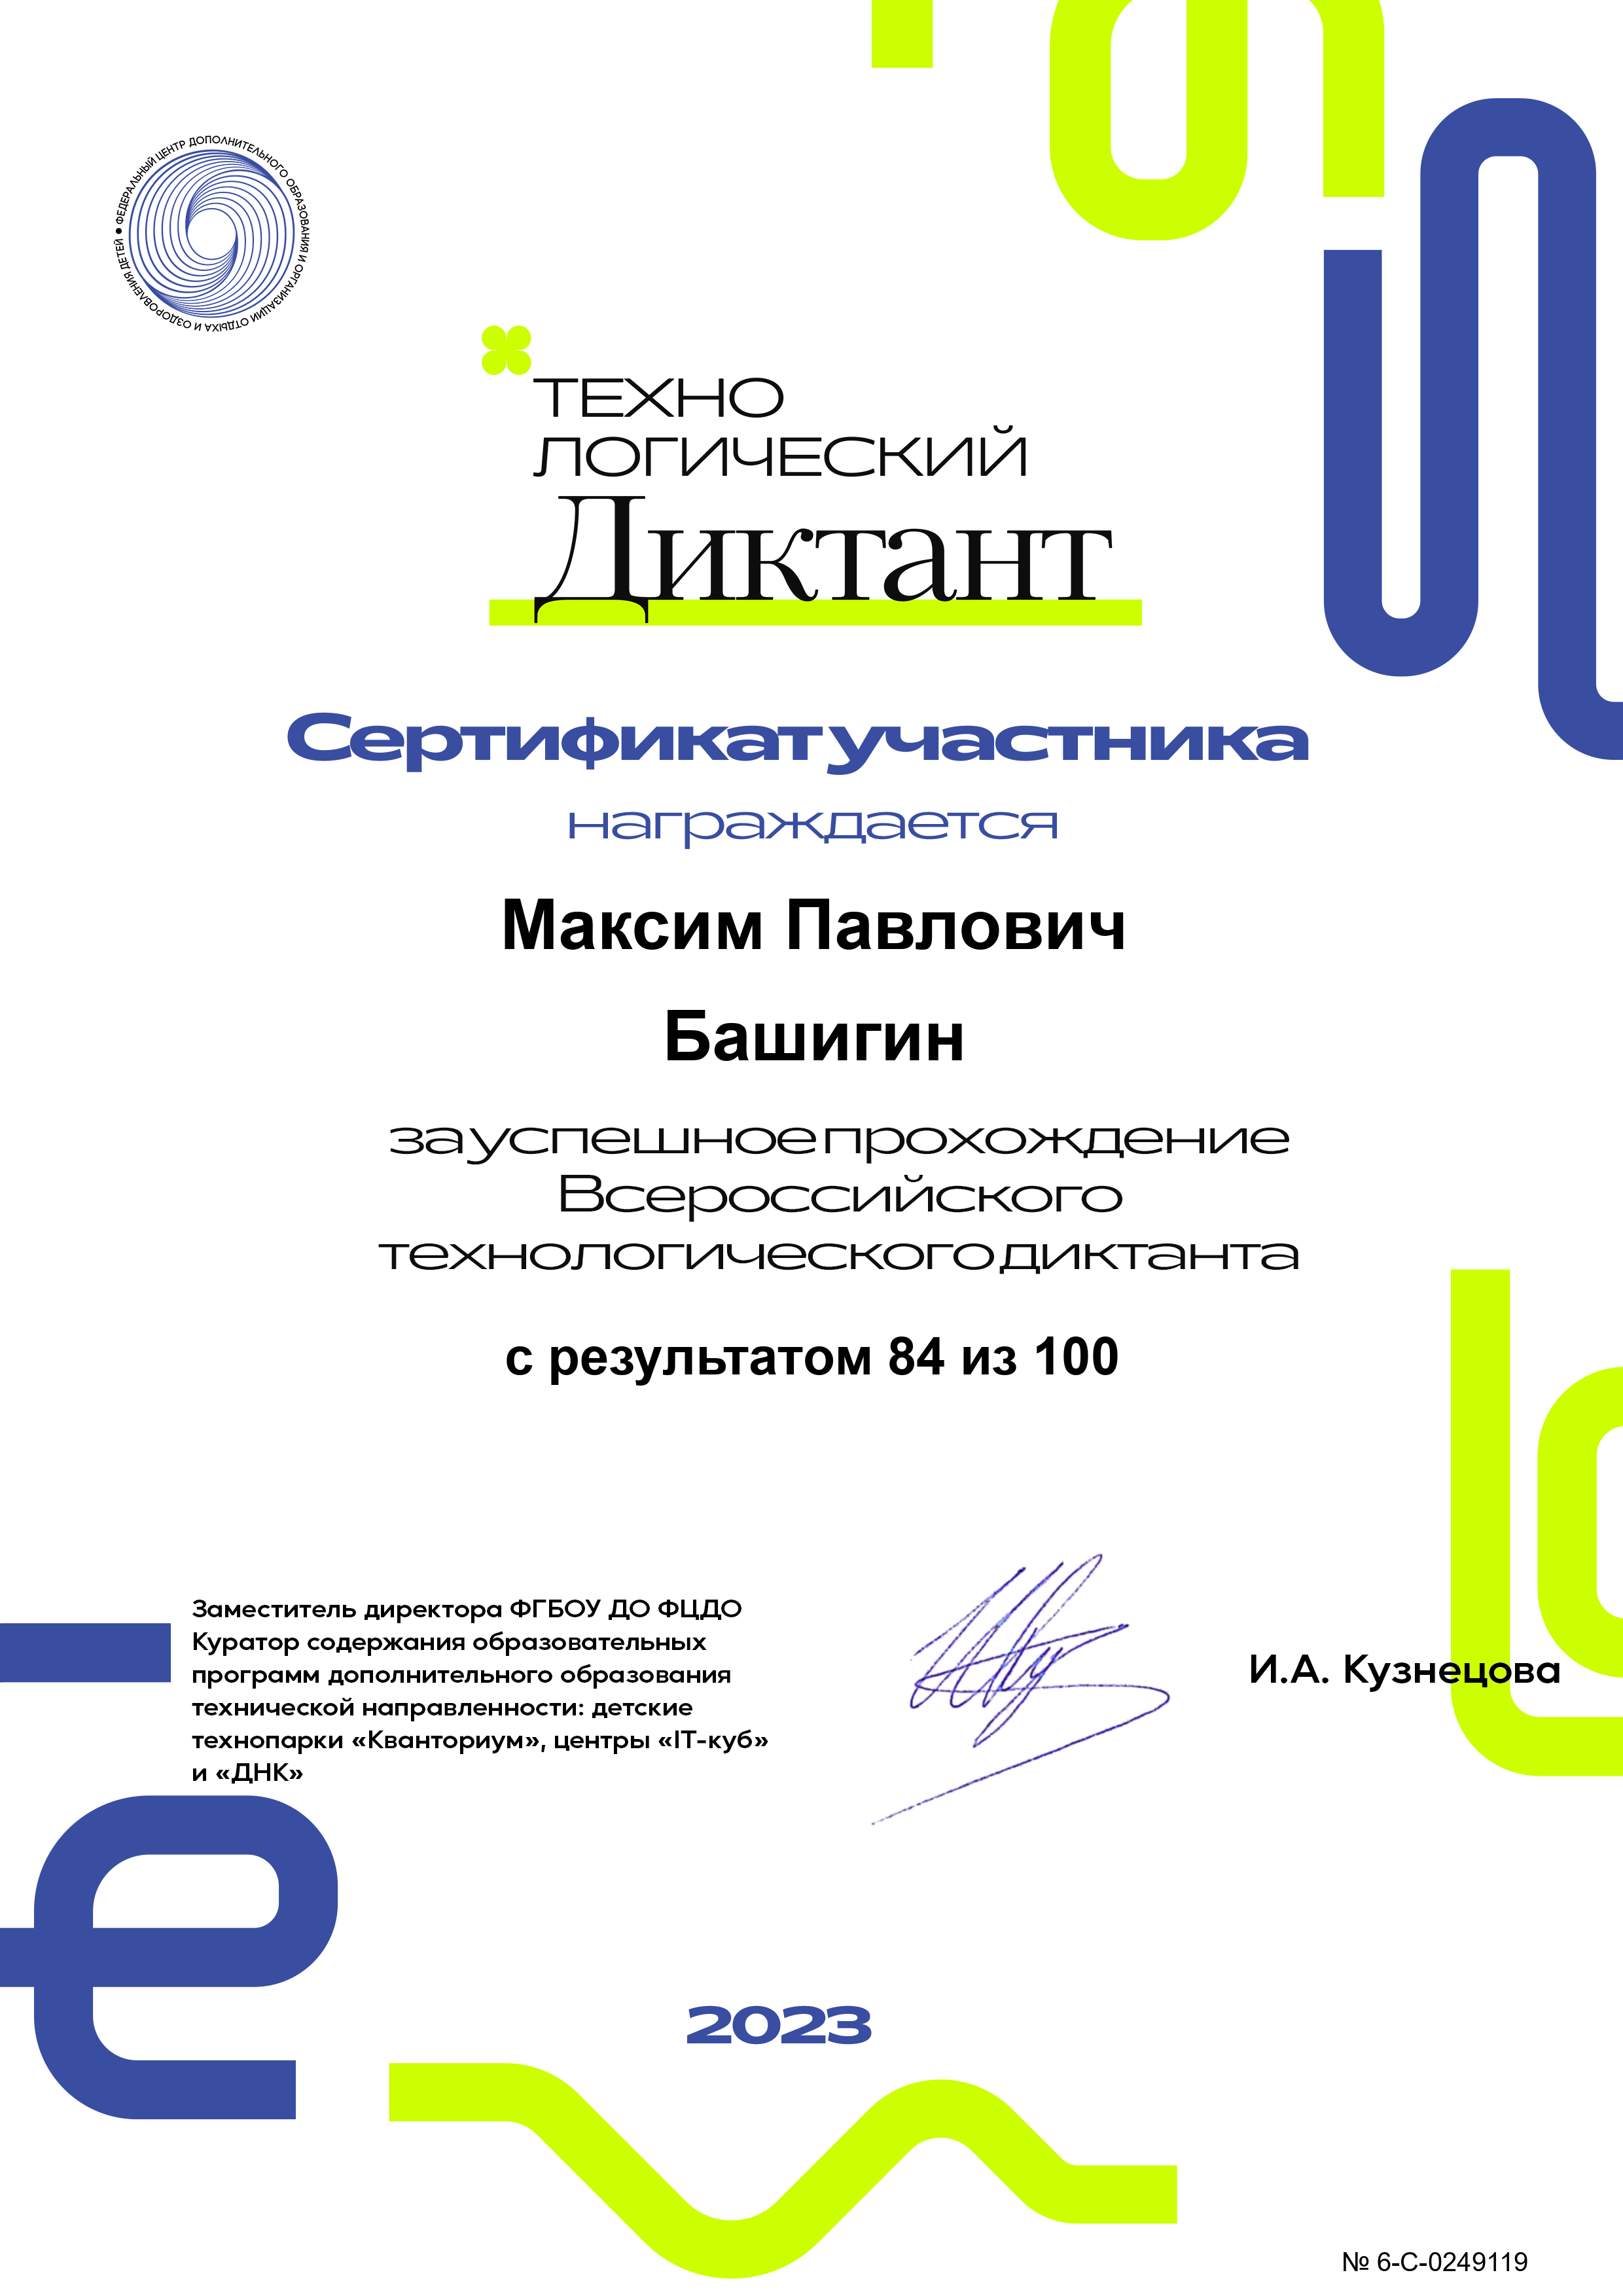 • ФЕДЕРАЛЬНЫЙ ЦЕНТР ДОПОЛНИТЕЛЬНОГО ОБРАЗОВАНИЯ И ОРГАНИЗАЦИИ ОТДЫХА И ОЗДОРОВЛЕНИЯ ДЕТЕЙ
ТЕХНО
ЛОГИЧЕСКИЙ
Диктант
Сертификат участника
награждается
Максим Павлович
Башигин
за успешное прохождение
Всероссийского
технологического диктанта
с результатом 84 из 100
Заместитель директора ФГБОУ ДО ФЦДО
Куратор содержания образовательных
программ дополнительного образования
технической направленности: детские
технопарки «Кванториум», центры «IT-куб»
и «ДНК»
И.А. Кузнецова
2023
№ 6-С-0249119